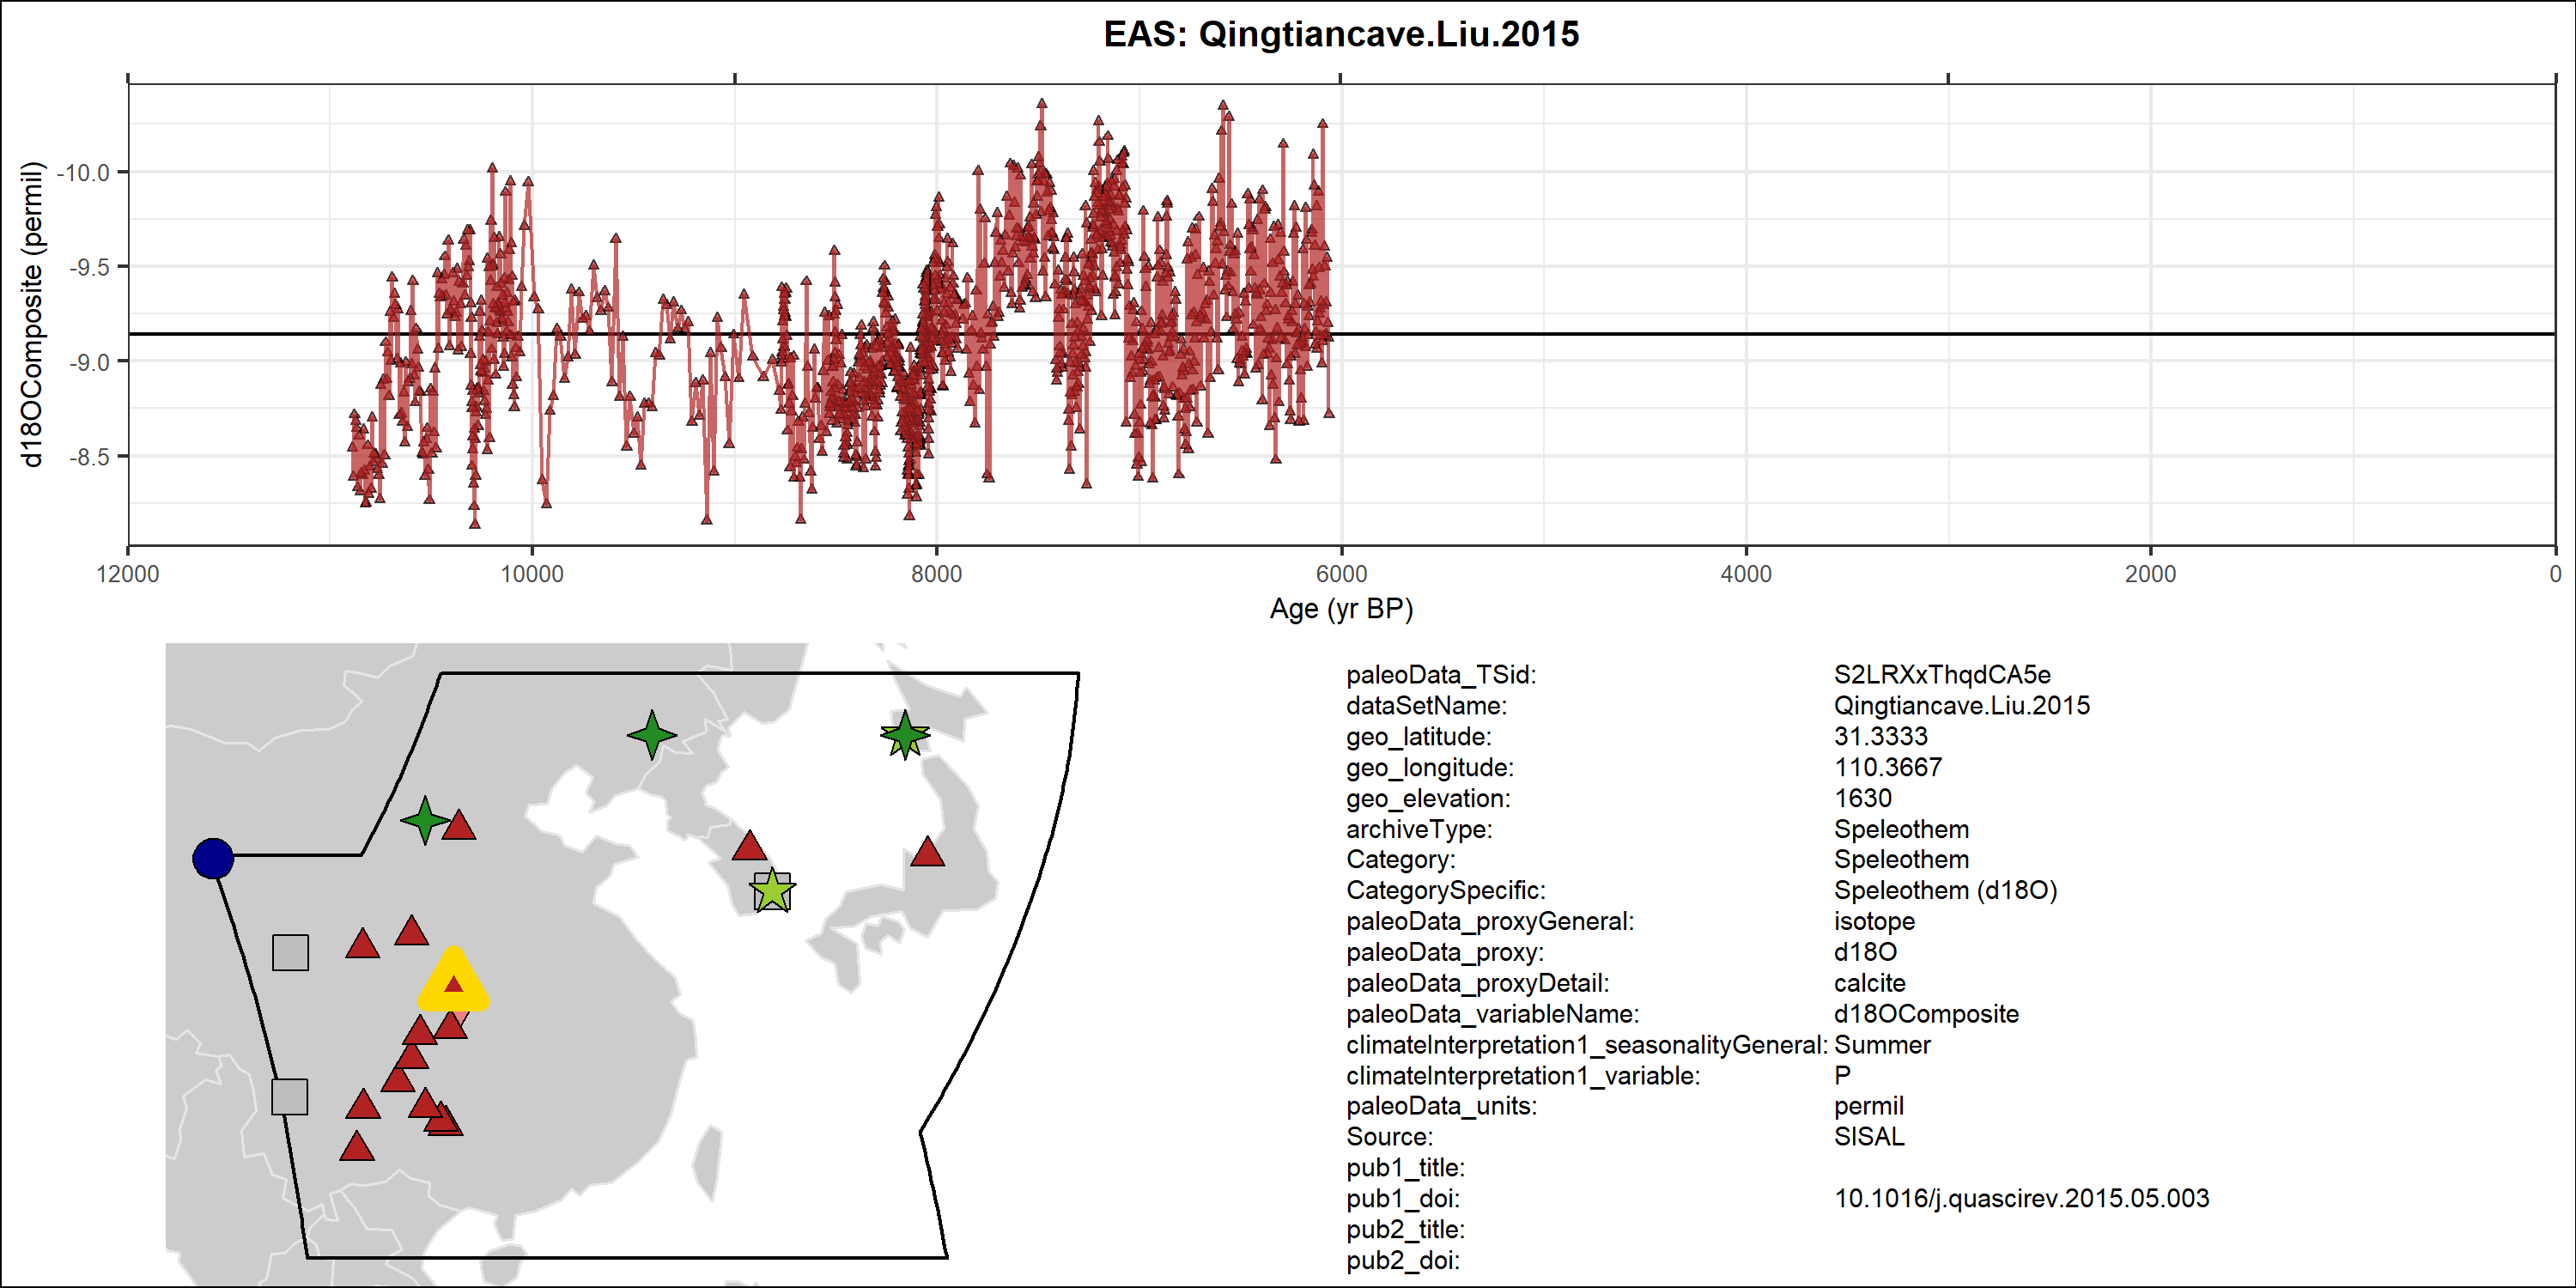 EAS: Qingtiancave.Liu.2015
d18OComposite (permil)
-10.0
-9.5
-9.0
-8.5
12000 10000 8000 6000 4000 2000 0
Age (yr BP)
paleoData_TSid: S2LRXxThqdCA5e
dataSetName: Qingtiancave.Liu.2015
geo_latitude: 31.3333
geo_longitude: 110.3667
geo_elevation: 1630
archiveType: Speleothem
Category: Speleothem
CategorySpecific: Speleothem (d18O)
paleoData_proxyGeneral: isotope
paleoData_proxy: d18O
paleoData_proxyDetail: calcite
paleoData_variableName: d18OComposite
climateInterpretation1_seasonalityGeneral: Summer
climateInterpretation1_variable: P
paleoData_units: permil
Source: SISAL
pub1_title:
pub1_doi: 10.1016/j.quascirev.2015.05.003
pub2_title:
pub2_doi: